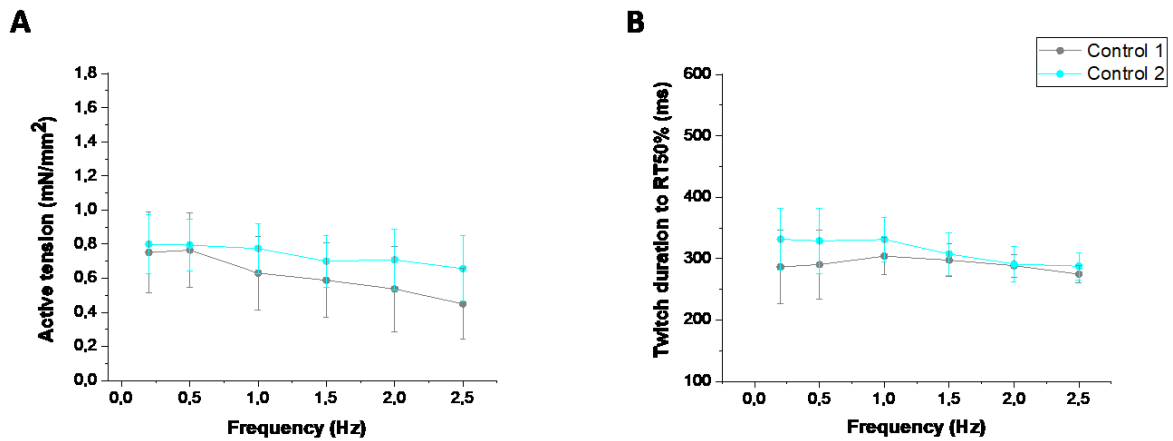 A
Active tension (mN/mm²)
1,8
1,6
1,4
1,2
1,0
0,8
0,6
0,4
0,2
0,0
0,0 0,5 1,0 1,5 2,0 2,5
Frequency (Hz)
B
Control 1
Control 2
Twitch duration to RT50% (ms)
600
500
400
300
200
100
0,0 0,5 1,0 1,5 2,0 2,5
Frequency (Hz)